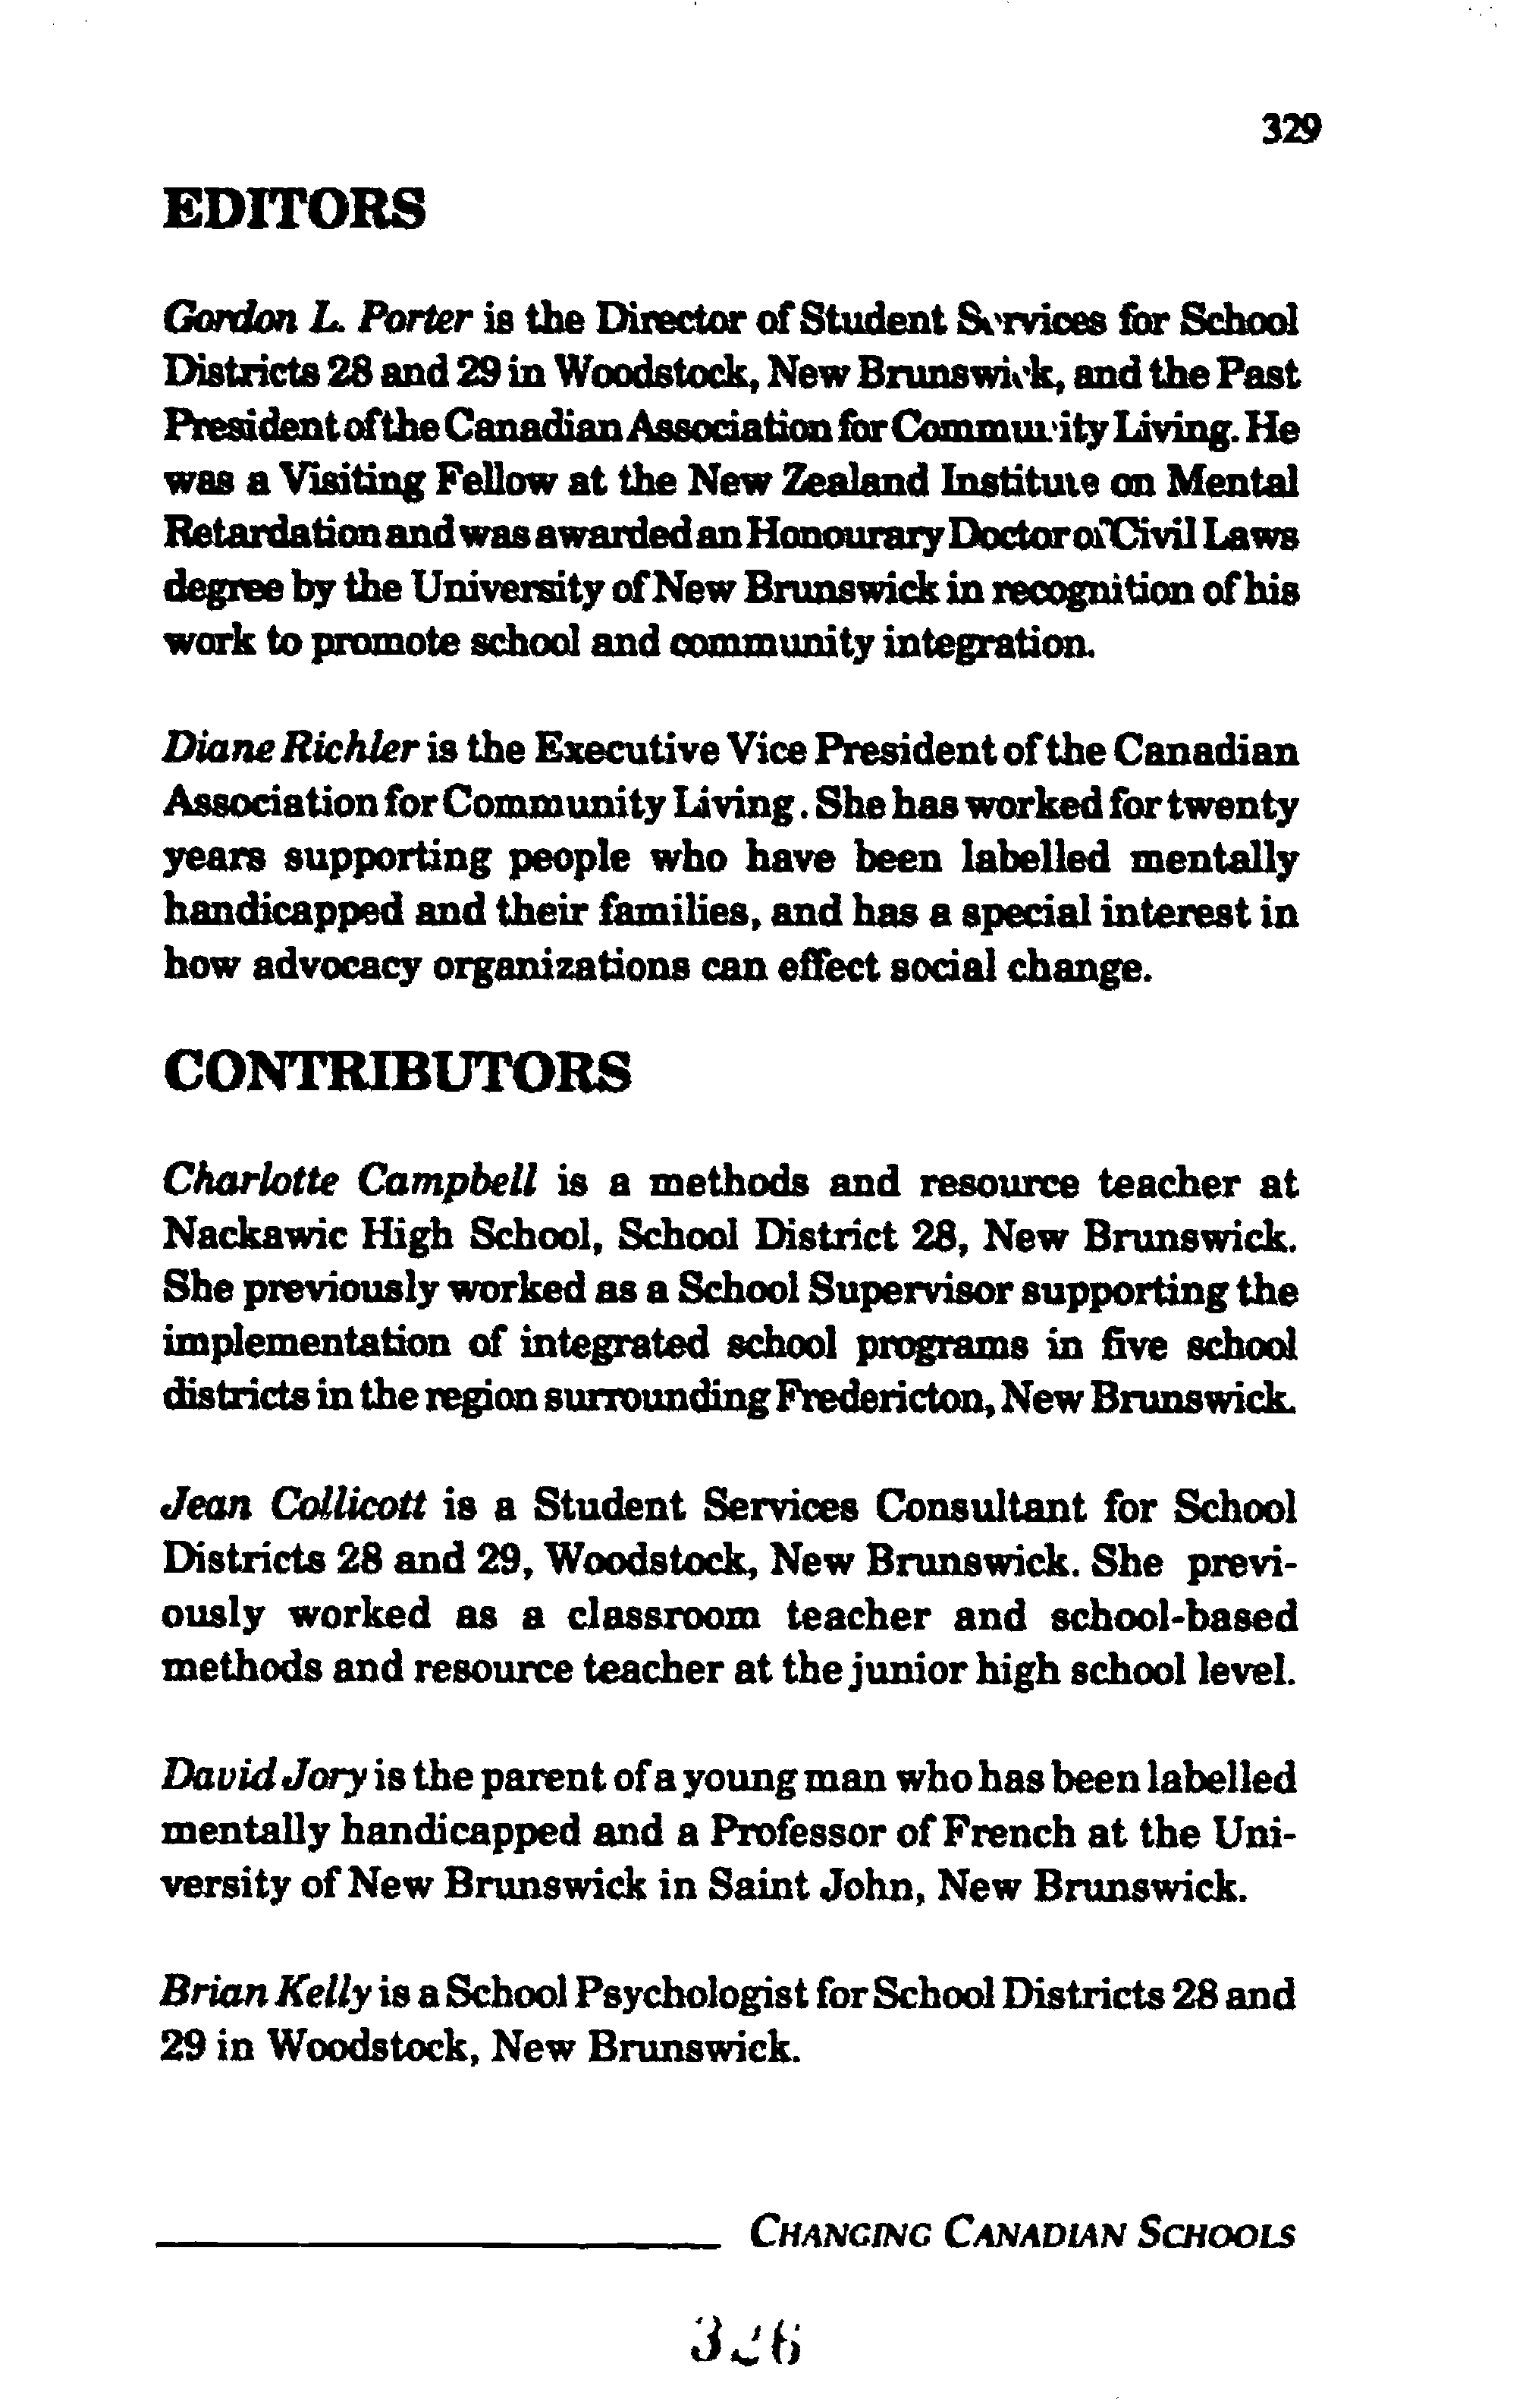 329
EDITORS
Gordon L. Porter is the Director of Student Services for School
Districts 28 and 29 in Woodstock, New Brunswick, and the Past
President of the Canadian Association for Community Living. He
was a Visiting Fellow at the New Zealand Institute on Mental
Retardation and was awarded an Honourary Doctor of Civil Laws
degree by the University of New Brunswick in recognition of his
work to promote school and community integration.
Diane Richler is the Executive Vice President of the Canadian
Association for Community Living. She has worked for twenty
years supporting people who have been labelled mentally
handicapped and their families, and has a special interest in
how advocacy organizations can effect social change.
CONTRIBUTORS
Charlotte Campbell is a methods and resource teacher at
Nackawic High School, School District 28, New Brunswick.
She previously worked as a School Supervisor supporting the
implementation of integrated school programs in five school
districts in the region surrounding Fredericton, New Brunswick.
Jean Collicott is a Student Services Consultant for School
Districts 28 and 29, Woodstock, New Brunswick. She previ-
ously worked as a classroom teacher and school-based
methods and resource teacher at the junior high school level.
David Jory is the parent of a young man who has been labelled
mentally handicapped and a Professor of French at the Uni-
versity of New Brunswick in Saint John, New Brunswick.
Brian Kelly is a School Psychologist for School Districts 28 and
29 in Woodstock, New Brunswick.
CHANGING CANADIAN SCHOOLS
326